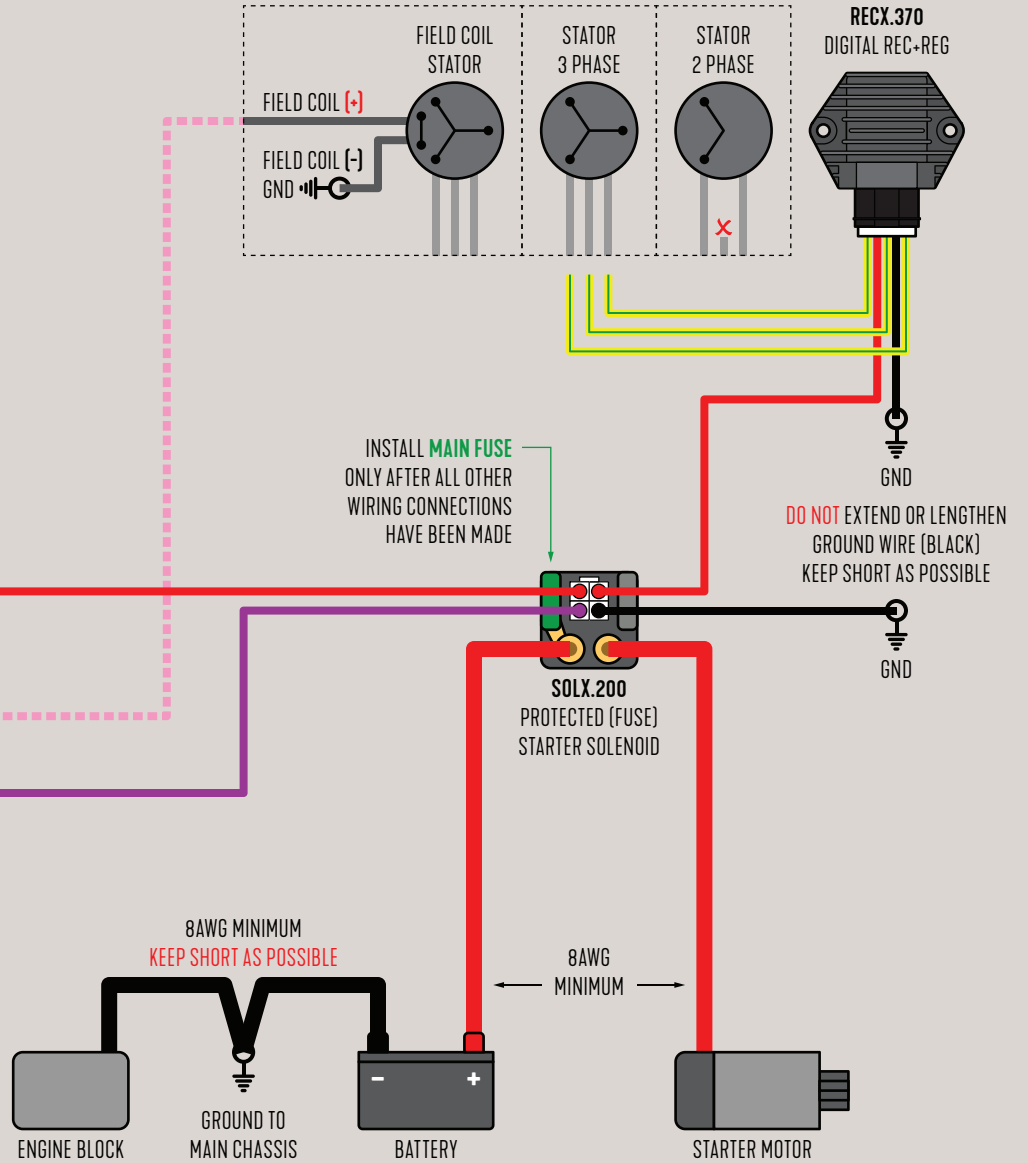 FIELD COIL
STATOR
STATOR
3 PHASE
STATOR
2 PHASE
RECX.370
DIGITAL REC+REG
FIELD COIL (+)
FIELD COIL (-)
GND
X
GND
DO NOT EXTEND OR LENGTHEN
GROUND WIRE (BLACK)
KEEP SHORT AS POSSIBLE
INSTALL MAIN FUSE
ONLY AFTER ALL OTHER
WIRING CONNECTIONS
HAVE BEEN MADE
GND
SOLX.200
PROTECTED (FUSE)
STARTER SOLENOID
8AWG MINIMUM
KEEP SHORT AS POSSIBLE
8AWG
MINIMUM
- +
ENGINE BLOCK
GROUND TO
MAIN CHASSIS
BATTERY
STARTER MOTOR